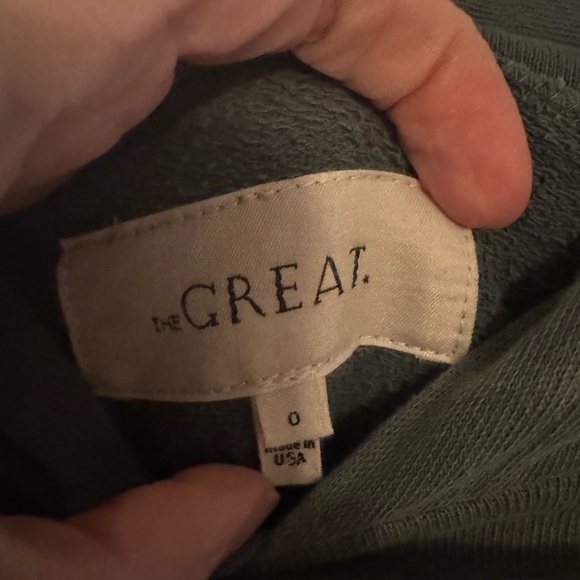 THE GREAT.
0
made in
USA